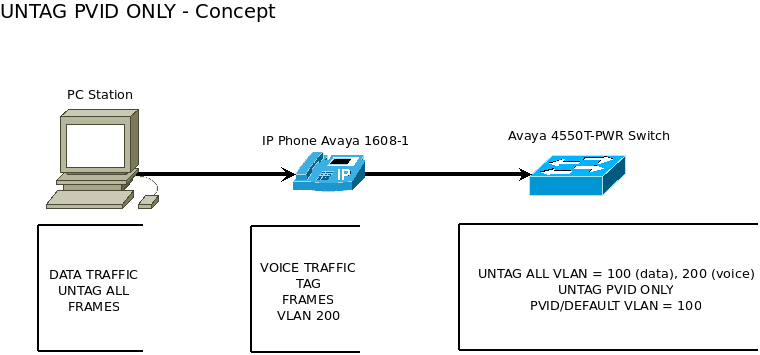 UNTAG PVID ONLY - Concept
PC Station
IP Phone Avaya 1608-1
Avaya 4550T-PWR Switch
IP
DATA TRAFFIC
UNTAG ALL
FRAMES
VOICE TRAFFIC
TAG
FRAMES
VLAN 200
UNTAG ALL VLAN = 100 (data), 200 (voice)
UNTAG PVID ONLY
PVID/DEFAULT VLAN = 100